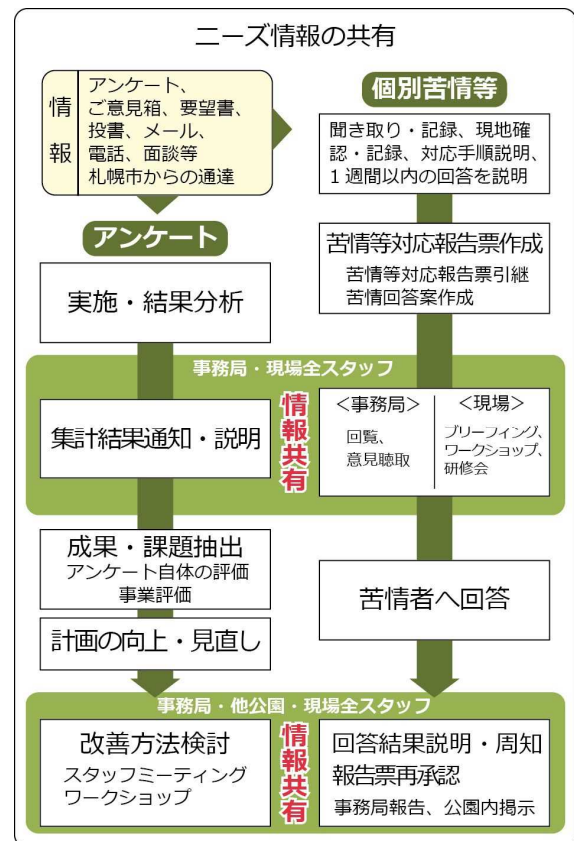 ニーズ情報の共有
情報
アンケート、
ご意見箱、要望書、
投書、メール、
電話、面談等
札幌市からの通達
アンケート
実施・結果分析
個別苦情等
聞き取り・記録、現地確
認・記録、対応手順説明、
1週間以内の回答を説明
苦情等対応報告票作成
苦情等対応報告票引継
苦情回答案作成
事務局・現場全スタッフ
集計結果通知・説明
情報共有
<事務局>
回覧、
意見聴取
<現場>
ブリーフィング、
ワークショップ、
研修会
成果・課題抽出
アンケート自体の評価
事業評価
計画の向上・見直し
苦情者へ回答
事務局・他公園・現場全スタッフ
改善方法検討
スタッフミーティング
ワークショップ
情報共有
回答結果説明・周知
報告票再承認
事務局報告、公園内掲示